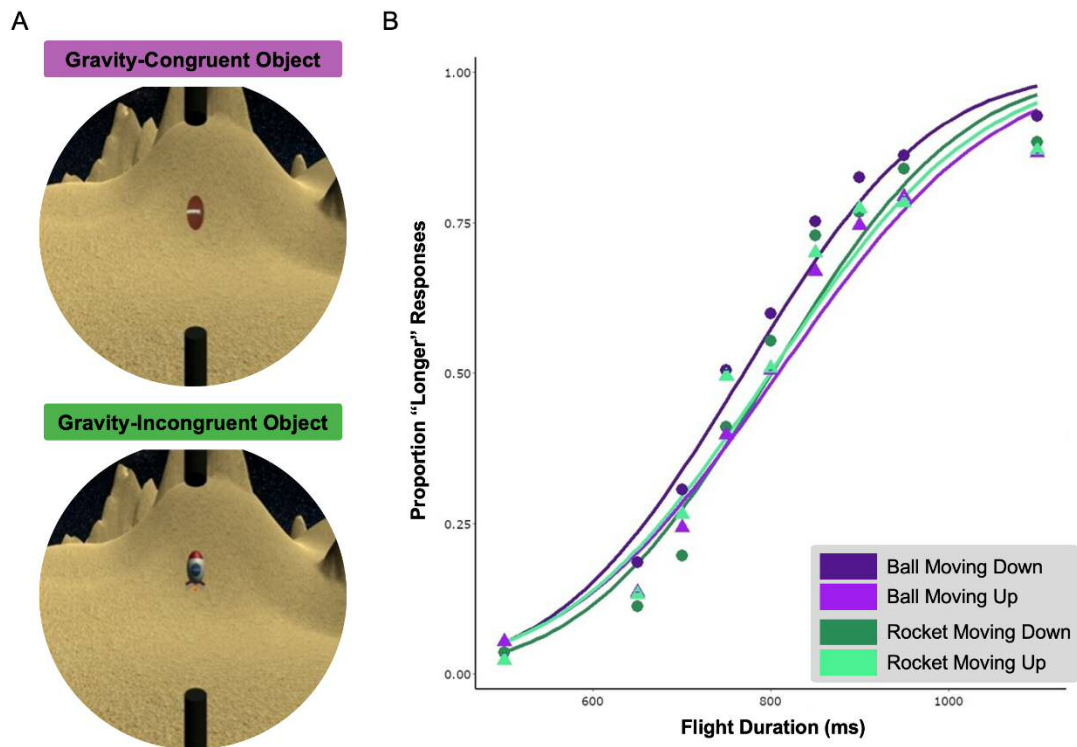 A
Gravity-Congruent Object
Gravity-Incongruent Object
B
Proportion “Longer” Responses
1.00
0.75
0.50
0.25
0.00
600
800
1000
Flight Duration (ms)
Ball Moving Down
Ball Moving Up
Rocket Moving Down
Rocket Moving Up